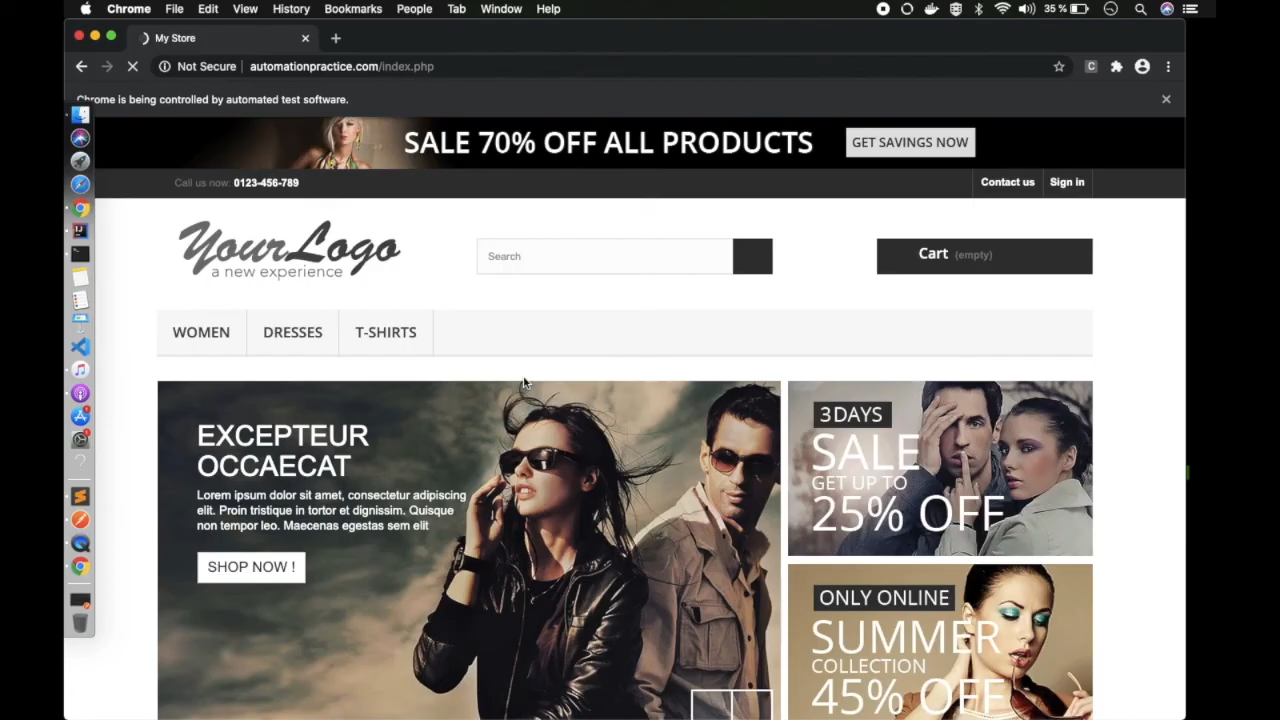 Chrome File Edit View History Bookmarks People Tab Window Help 35%
My Store
Not Secure automationpractice.com/index.php
Chrome is being controlled by automated test software.
SALE 70% OFF ALL PRODUCTS GET SAVINGS NOW
Call us now: 0123-456-789 Contact us Sign in
YourLogo
a new experience
Search
Cart (empty)
WOMEN DRESSES T-SHIRTS
EXCEPTEUR
OCCAECAT
Lorem ipsum dolor sit amet, consectetur adipiscing
elit. Proin tristique in tortor et dignissim. Quisque
non tempor leo. Maecenas egestas sem elit
SHOP NOW !
3DAYS
SALE
GET UP TO
25% OFF
ONLY ONLINE
SUMMER
COLLECTION
45% OFF